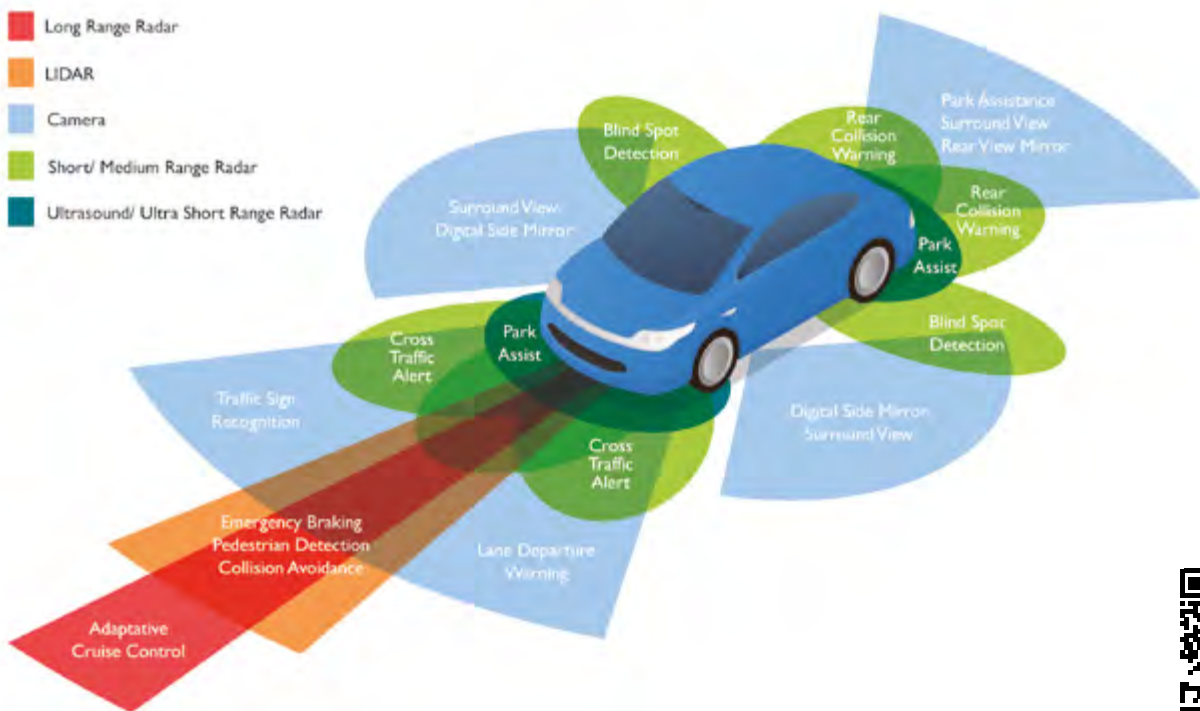 Long Range Radar
LIDAR
Camera
Short/ Medium Range Radar
Ultrasound/ Ultra Short Range Radar
Blind Spot
Detection
Rear
Collision
Warning
Park Assistance
Surround View
Rear View Mirror
Surround View
Digital Side Mirror
Rear
Collision
Warning
Park
Assist
Blind Spot
Detection
Park
Assist
Cross
Traffic
Alert
Traffic Sign
Recognition
Digital Side Mirror
Surround View
Cross
Traffic
Alert
Emergency Braking
Pedestrian Detection
Collision Avoidance
Lane Departure
Warning
Adaptative
Cruise Control